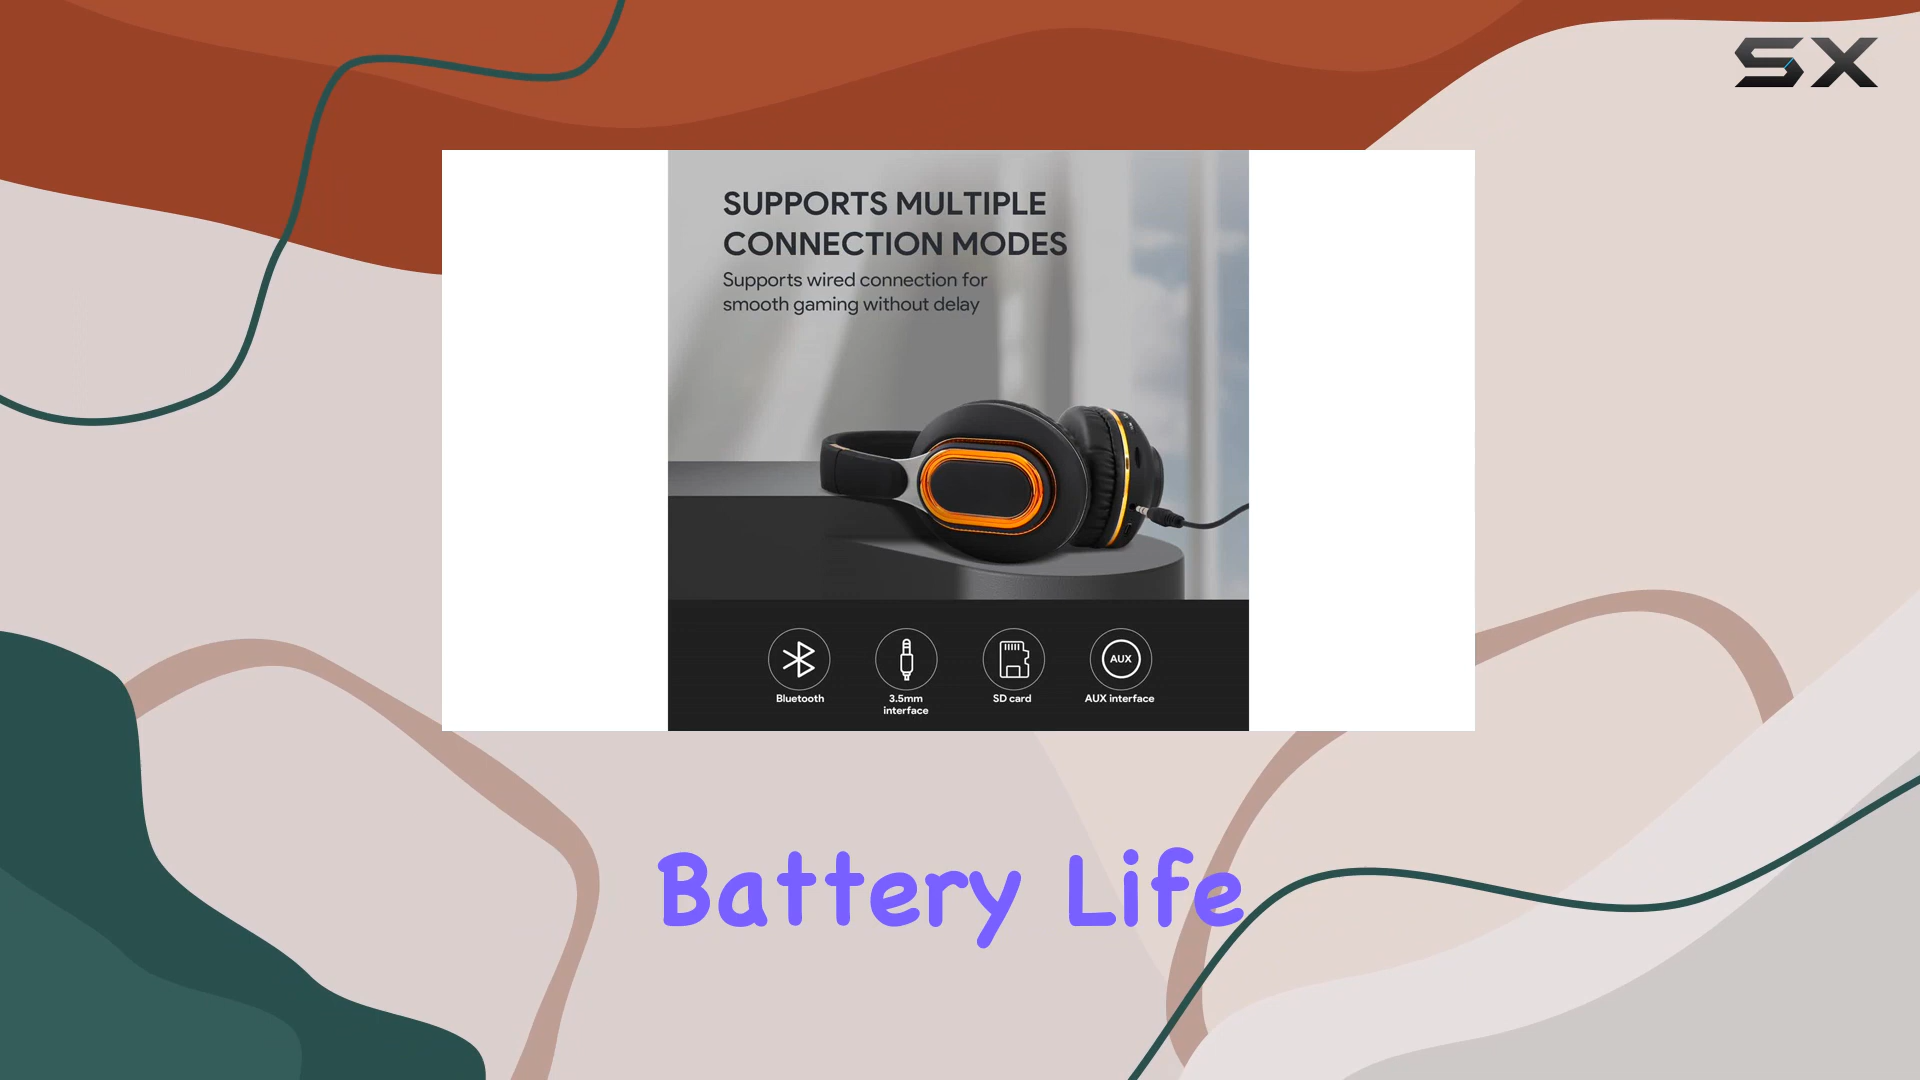 SX
SUPPORTS MULTIPLE
CONNECTION MODES
Supports wired connection for
smooth gaming without delay
AUX
Bluetooth
3.5mm
interface
SD card
AUX interface
Battery Life